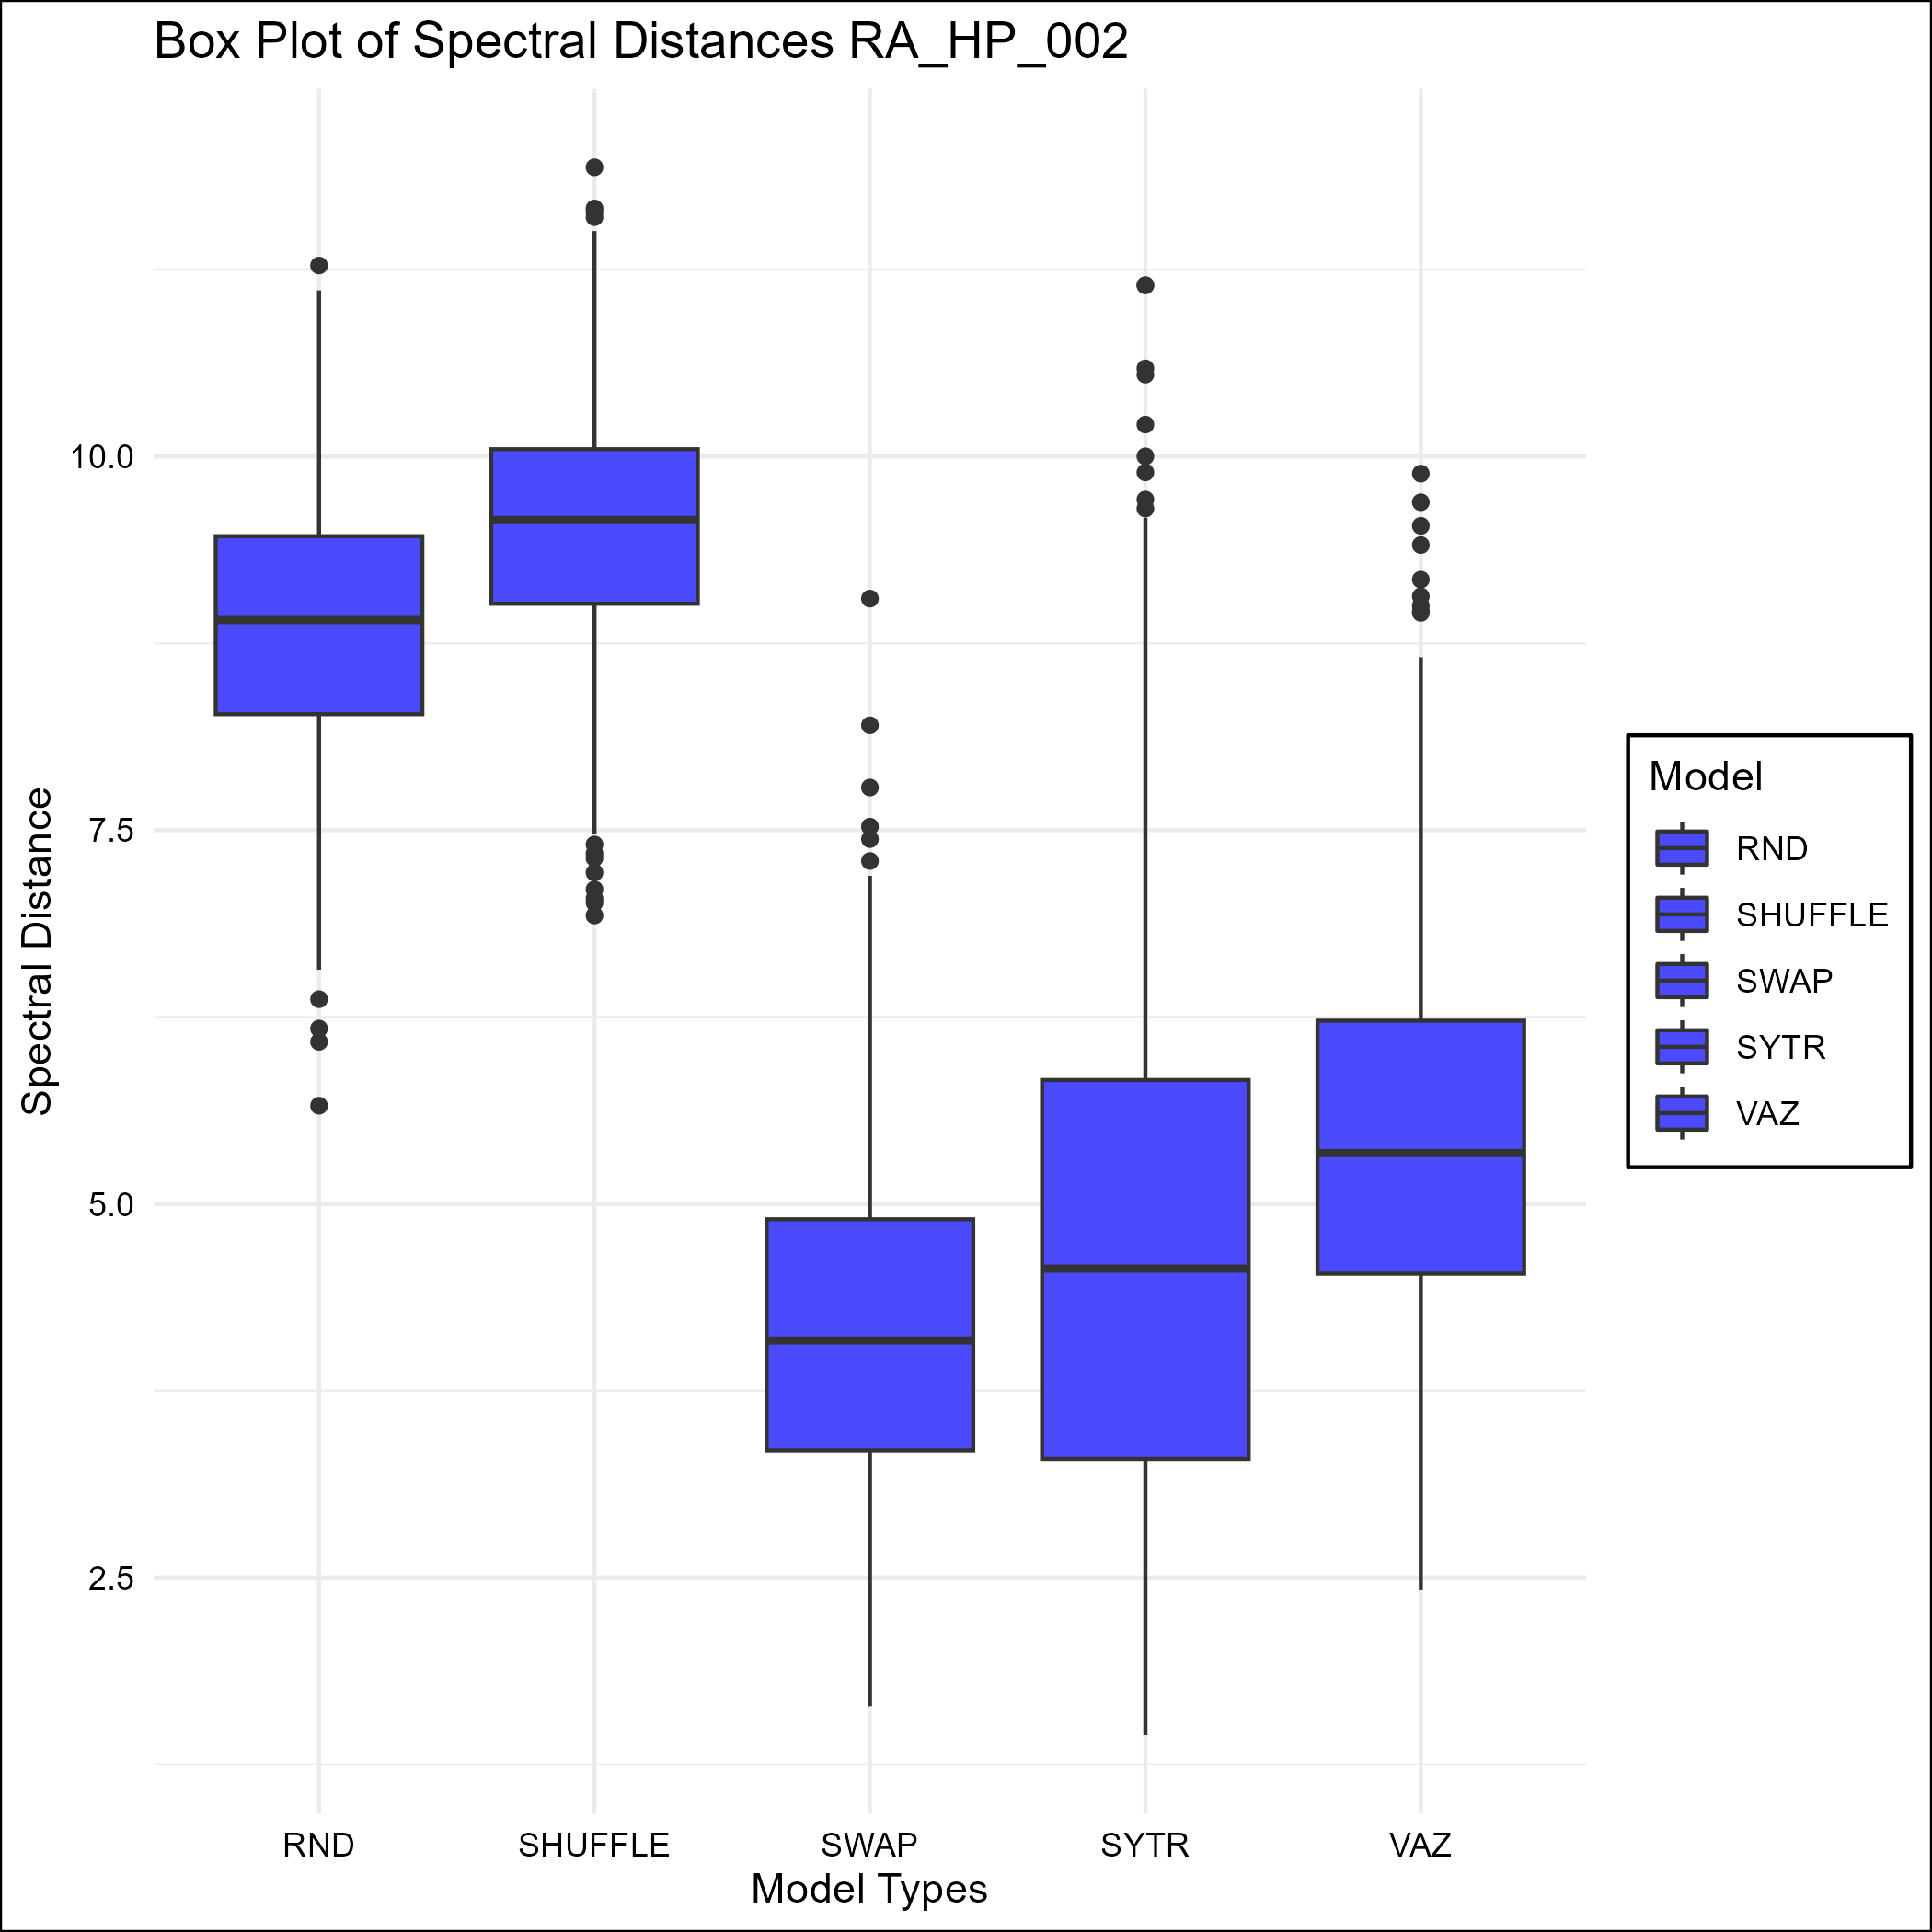 Box Plot of Spectral Distances RA_HP_002
Spectral Distance
10.0
7.5
5.0
2.5
RND
SHUFFLE
SWAP
SYTR
VAZ
Model Types
Model
RND
SHUFFLE
SWAP
SYTR
VAZ